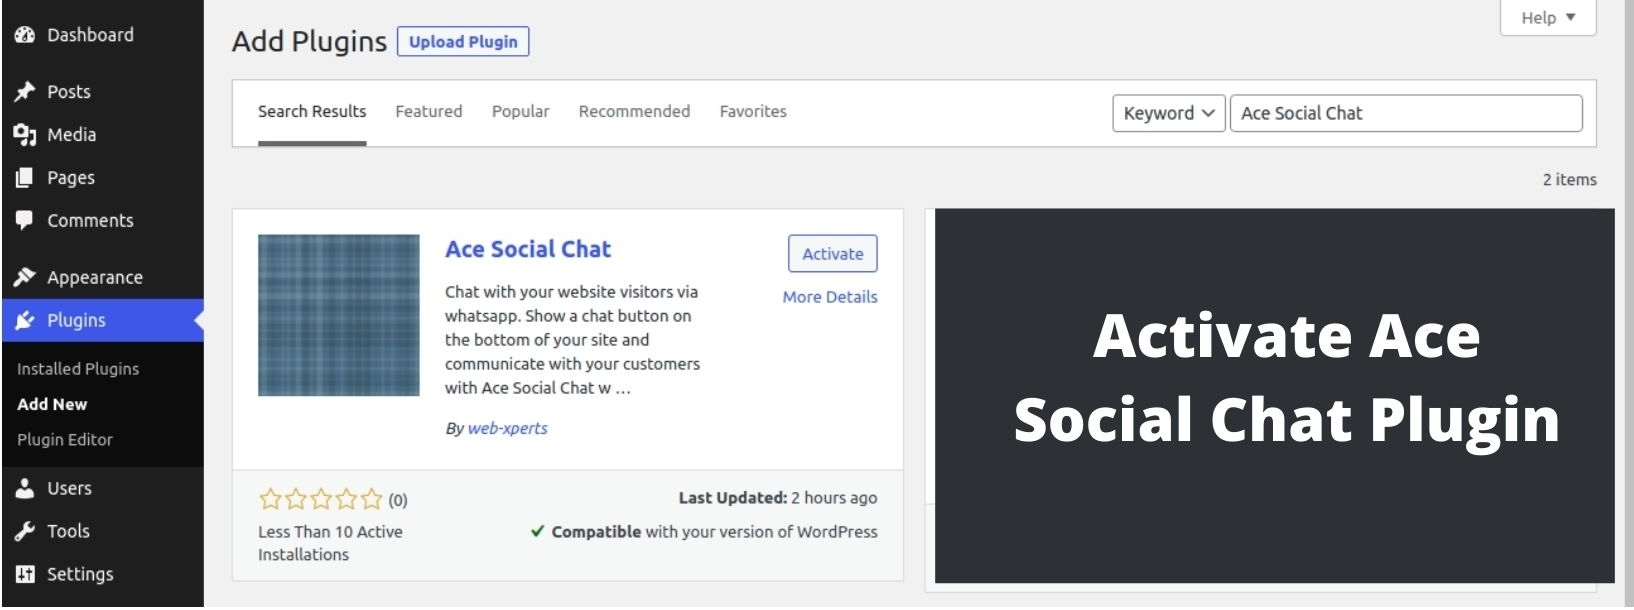 Dashboard
Posts
Media
Pages
Comments
Appearance
Plugins
Installed Plugins
Add New
Plugin Editor
Users
Tools
Settings
Help
Add Plugins
Upload Plugin
Search Results
Featured
Popular
Recommended
Favorites
Keyword
Ace Social Chat
2 items
Ace Social Chat
Activate
More Details
Chat with your website visitors via
whatsapp. Show a chat button on
the bottom of your site and
communicate with your customers
with Ace Social Chat w …
By web-xperts
(0)
Less Than 10 Active
Installations
Last Updated: 2 hours ago
Compatible with your version of WordPress
Activate Ace
Social Chat Plugin